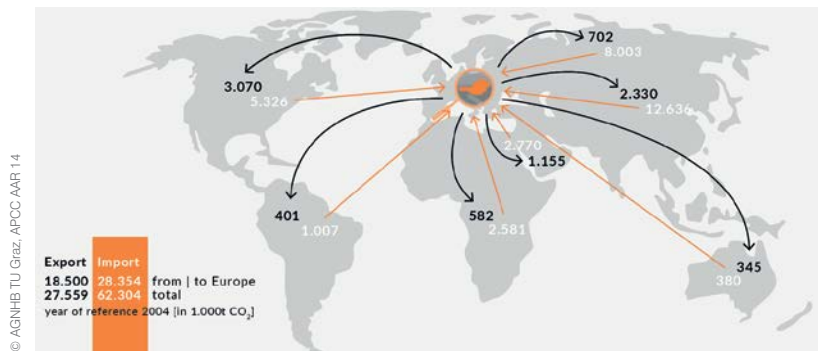 702
8.003
3.070
5.326
2.330
12.636
2.770
1.155
401
1.007
582
2.581
345
380
Export Import
18.500 28.354 from | to Europe
27.559 62.304 total
year of reference 2004 [in 1.000t CO₂]
© AGNHB TU Graz, APCC AAR 14